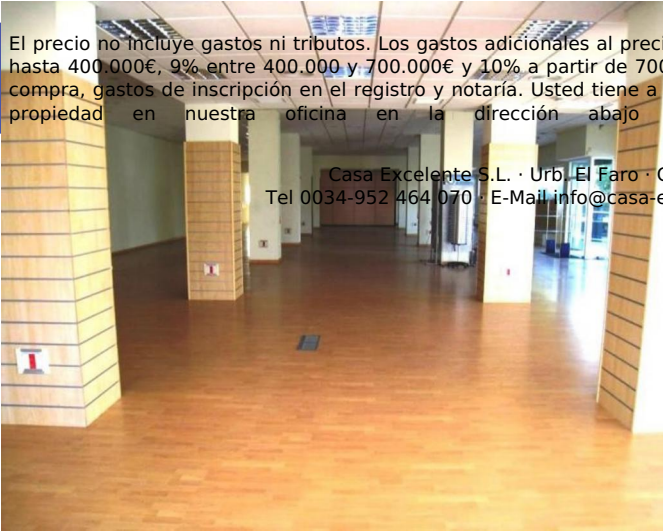 El precio no incluye gastos ni tributos. Los gastos adicionales al preci
hasta 400.000€, 9% entre 400.000 y 700.000€ y 10% a partir de 700
compra, gastos de inscripción en el registro y notaría. Usted tiene a
propiedad en nuestra oficina en la dirección abajo
Casa Excelente S.L. · Urb. El Faro ·
Tel 0034-952 464 070 · E-Mail info@casa-e